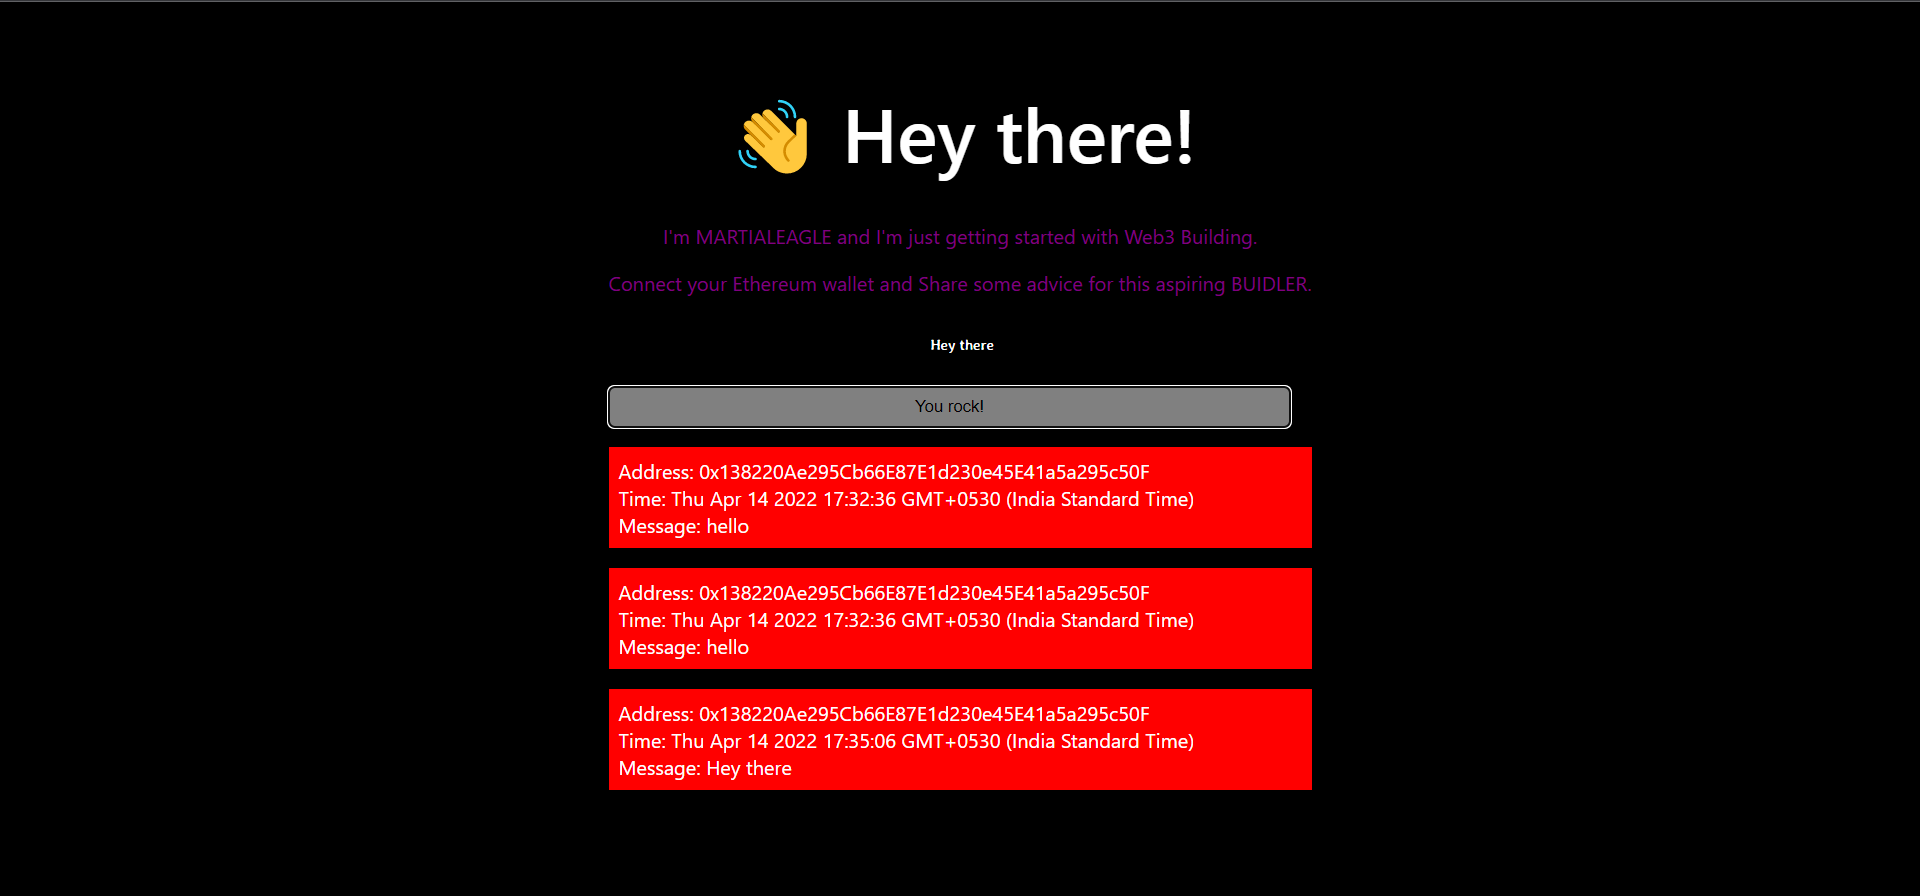 👋 Hey there!
I'm MARTIALEAGLE and I'm just getting started with Web3 Building.
Connect your Ethereum wallet and Share some advice for this aspiring BUIDLER.
Hey there
You rock!
Address: 0x138220Ae295Cb66E87E1d230e45E41a5a295c50F
Time: Thu Apr 14 2022 17:32:36 GMT+0530 (India Standard Time)
Message: hello
Address: 0x138220Ae295Cb66E87E1d230e45E41a5a295c50F
Time: Thu Apr 14 2022 17:32:36 GMT+0530 (India Standard Time)
Message: hello
Address: 0x138220Ae295Cb66E87E1d230e45E41a5a295c50F
Time: Thu Apr 14 2022 17:35:06 GMT+0530 (India Standard Time)
Message: Hey there